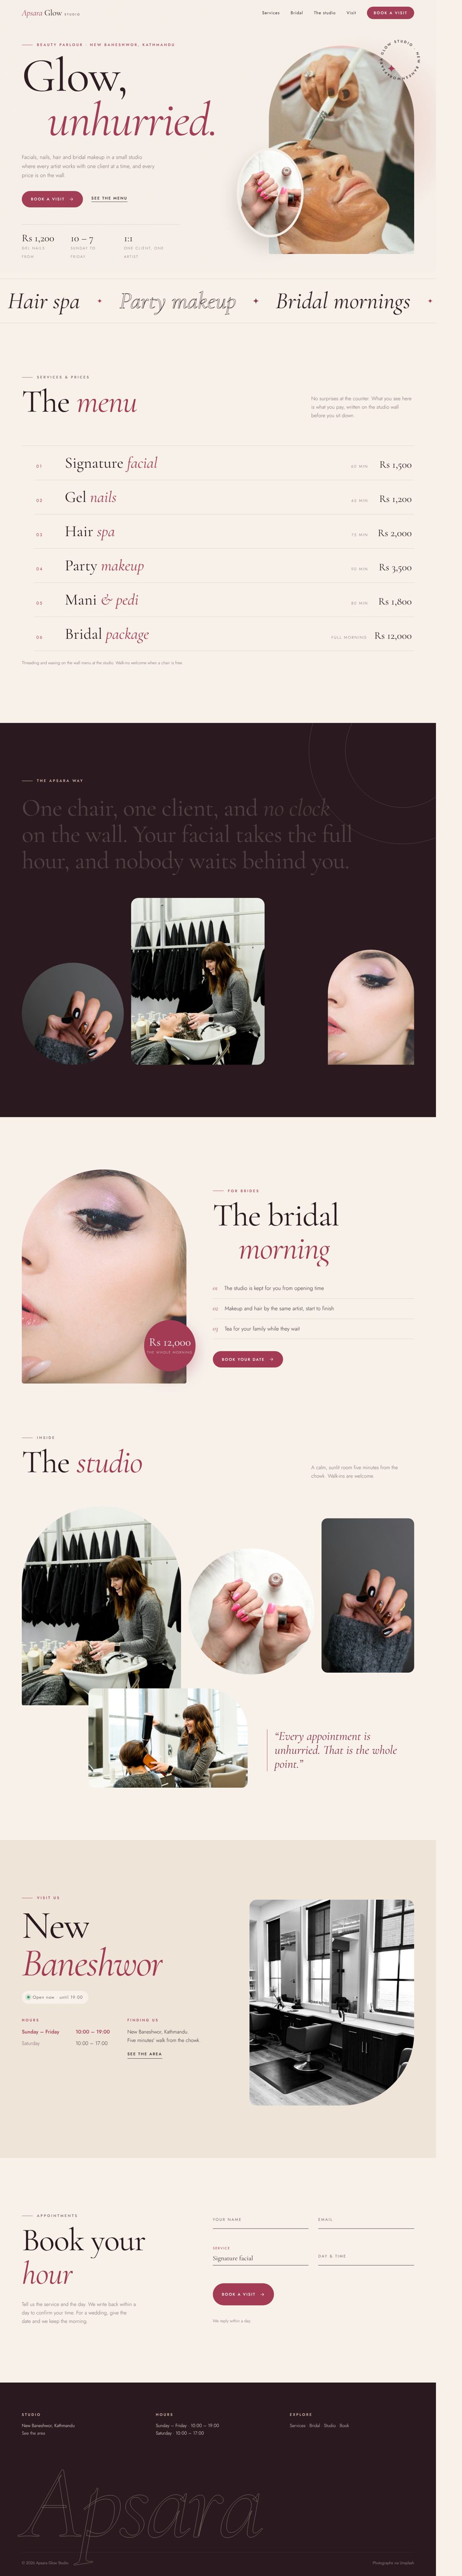 Apsara Glow STUDIO
Services Bridal The studio Visit BOOK A VISIT
BEAUTY PARLOUR · NEW BANESHWOR, KATHMANDU
Glow,
unhurried.
Facials, nails, hair and bridal makeup in a small studio
where every artist works with one client at a time, and every
price is on the wall.
BOOK A VISIT →
SEE THE MENU
Rs 1,200
GEL NAILS
FROM
10 – 7
SUNDAY TO
FRIDAY
1:1
ONE CLIENT, ONE
ARTIST
Hair spa ✦ Party makeup ✦ Bridal mornings ✦
SERVICES & PRICES
The menu
No surprises at the counter. What you see here
is what you pay, written on the studio wall
before you sit down.
01 Signature facial 60 MIN Rs 1,500
02 Gel nails 45 MIN Rs 1,200
03 Hair spa 75 MIN Rs 2,000
04 Party makeup 90 MIN Rs 3,500
05 Mani & pedi 80 MIN Rs 1,800
06 Bridal package FULL MORNING Rs 12,000
Threading and waxing on the wall menu at the studio. Walk-ins welcome when a chair is free.
THE APSARA WAY
One chair, one client, and no clock
on the wall. Your facial takes the full
hour, and nobody waits behind you.
FOR BRIDES
The bridal
morning
01 The studio is kept for you from opening time
02 Makeup and hair by the same artist, start to finish
03 Tea for your family while they wait
Rs 12,000
THE WHOLE MORNING
BOOK YOUR DATE →
INSIDE
The studio
A calm, sunlit room five minutes from the
chowk. Walk-ins are welcome.
“Every appointment is
unhurried. That is the whole
point.”
VISIT US
New
Baneshwor
Open now · until 19:00
HOURS
Sunday – Friday 10:00 – 19:00
Saturday 10:00 – 17:00
FINDING US
New Baneshwor, Kathmandu.
Five minutes' walk from the chowk.
SEE THE AREA
APPOINTMENTS
Book your
hour
Tell us the service and the day. We write back within a
day to confirm your time. For a wedding, give the
date and we keep the morning.
YOUR NAME
EMAIL
SERVICE
Signature facial
DAY & TIME
BOOK A VISIT →
We reply within a day.
STUDIO
New Baneshwor, Kathmandu
See the area
HOURS
Sunday – Friday · 10:00 – 19:00
Saturday · 10:00 – 17:00
EXPLORE
Services · Bridal · Studio · Book
Apsara
© 2026 Apsara Glow Studio
Photographs via Unsplash